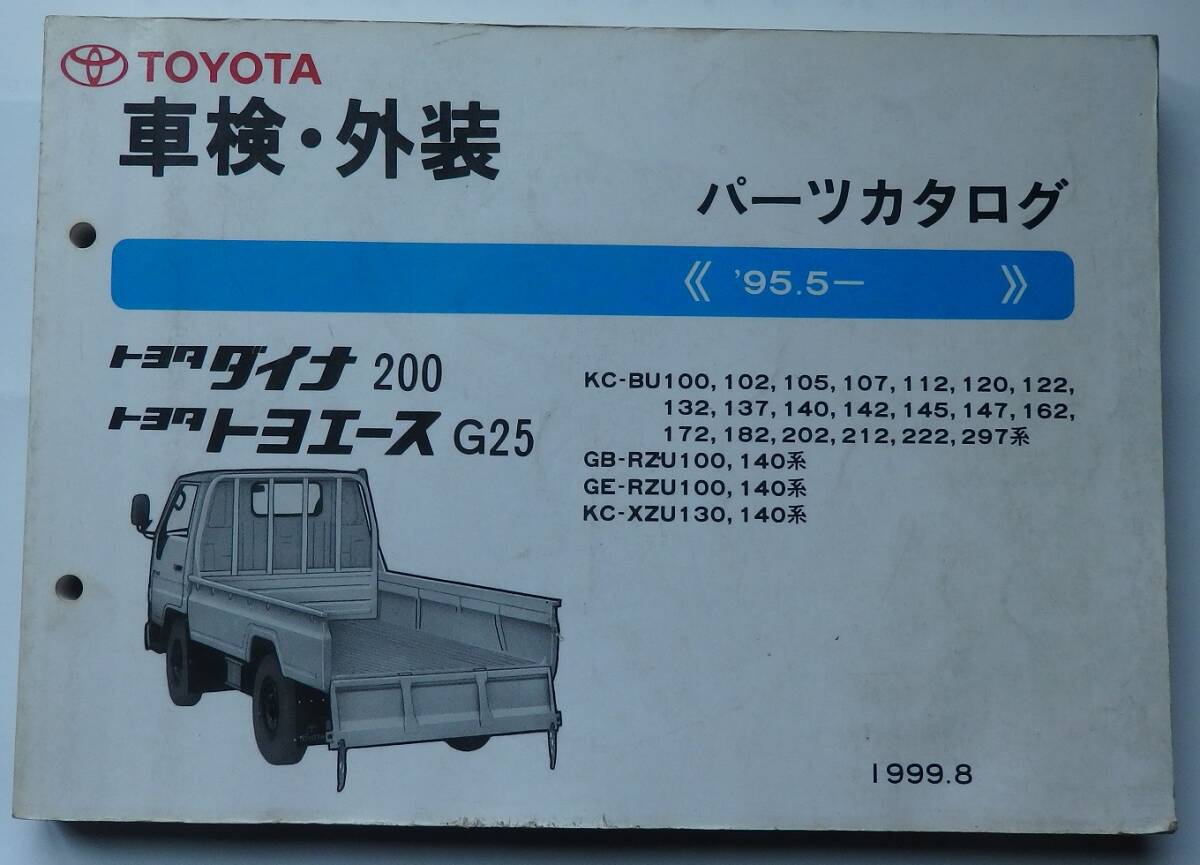 TOYOTA
車検・外装
パーツカタログ
《 '95.5− 》
トヨタ ダイナ 200
トヨタ トヨエース G25
KC-BU100, 102, 105, 107, 112, 120, 122,
132, 137, 140, 142, 145, 147, 162,
172, 182, 202, 212, 222, 297系
GB-RZU100, 140系
GE-RZU100, 140系
KC-XZU130, 140系
TOYOTA
1999.8